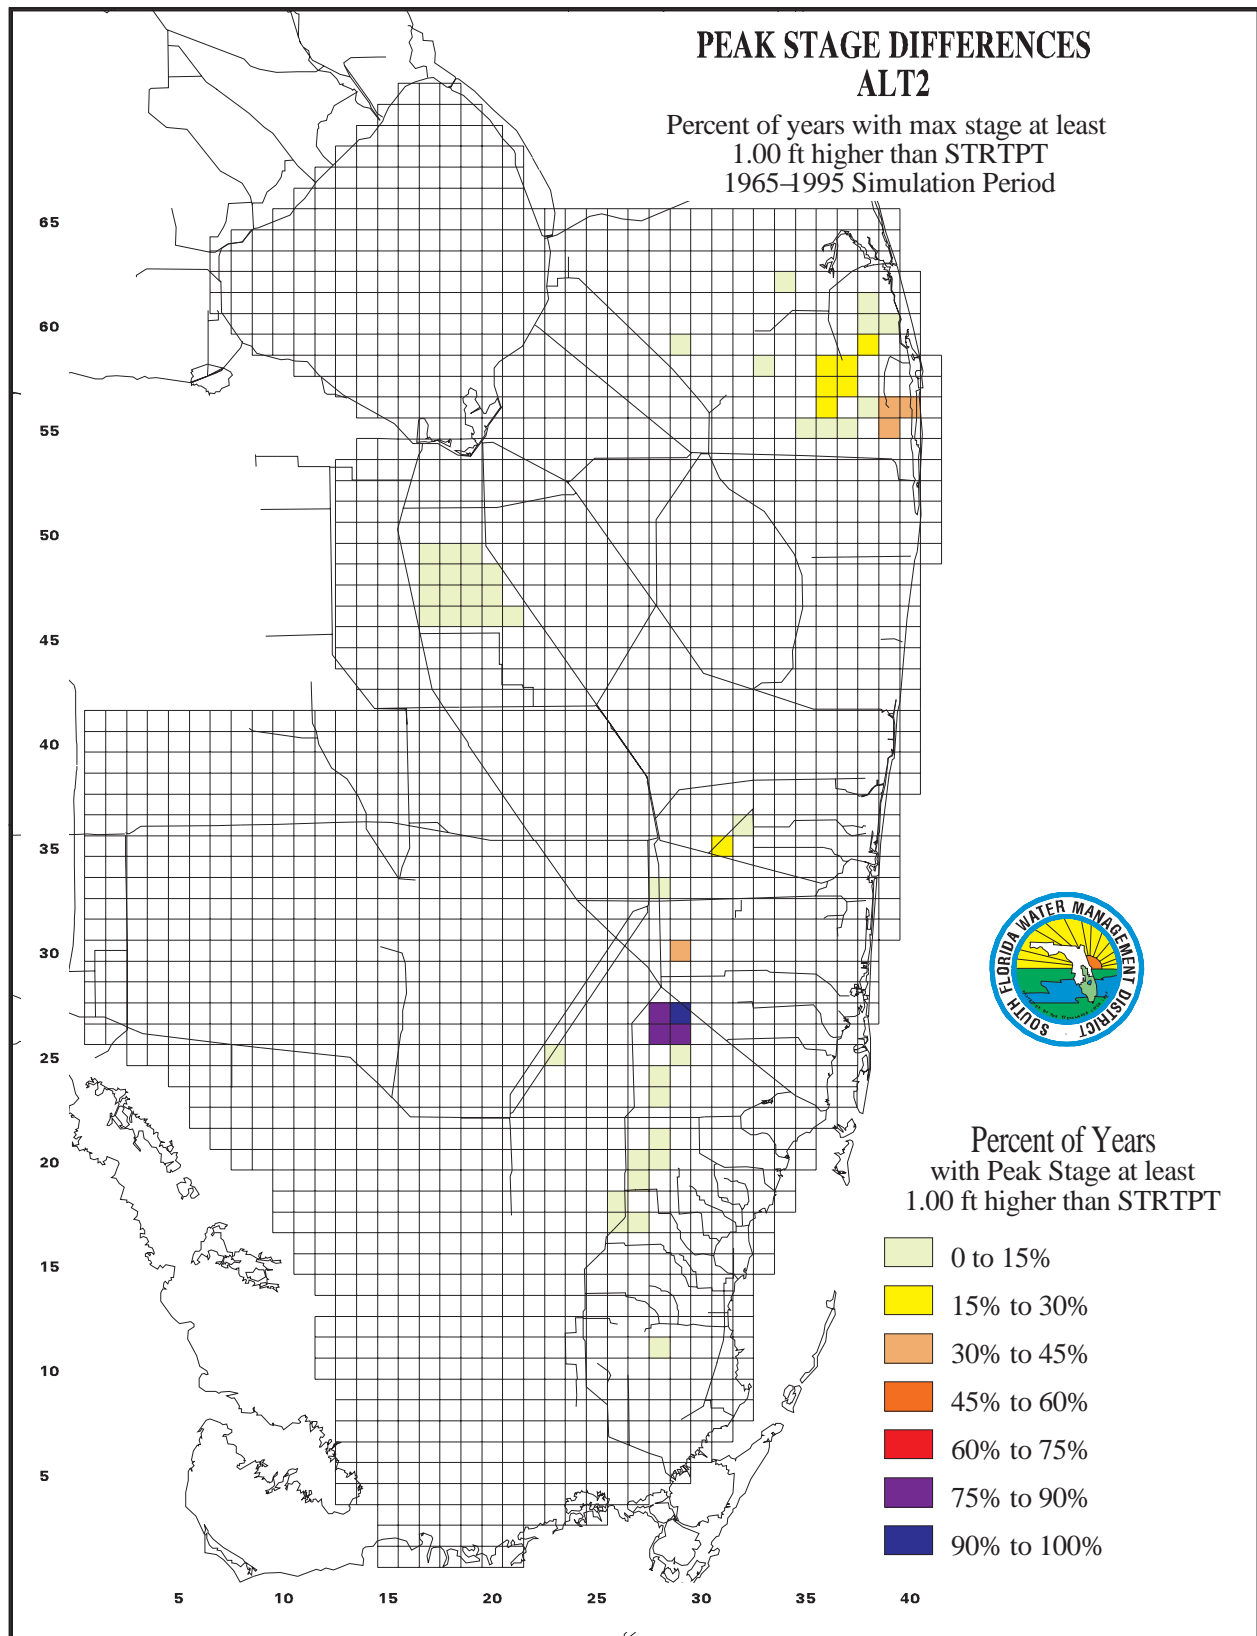 PEAK STAGE DIFFERENCES
ALT2
Percent of years with max stage at least
1.00 ft higher than STRTPT
1965–1995 Simulation Period
65
60
55
50
45
40
35
30
25
20
15
10
5
5 10 15 20 25 30 35 40
SOUTH FLORIDA WATER MANAGEMENT DISTRICT
Percent of Years
with Peak Stage at least
1.00 ft higher than STRTPT
0 to 15%
15% to 30%
30% to 45%
45% to 60%
60% to 75%
75% to 90%
90% to 100%